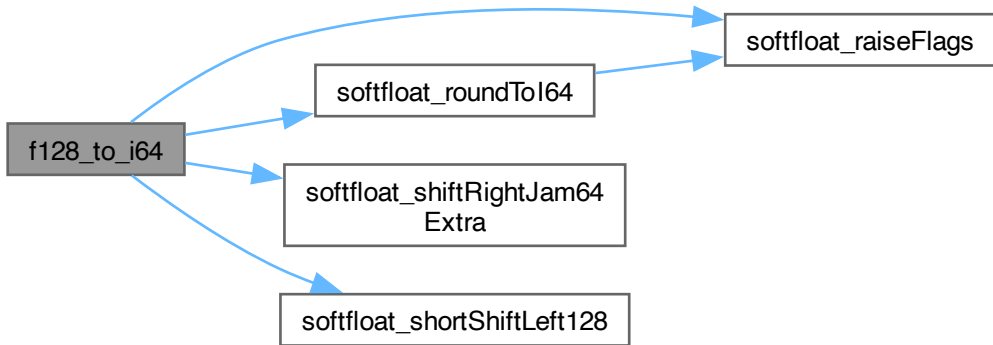 softfloat_raiseFlags
softfloat_roundToI64
f128_to_i64
softfloat_shiftRightJam64
Extra
softfloat_shortShiftLeft128